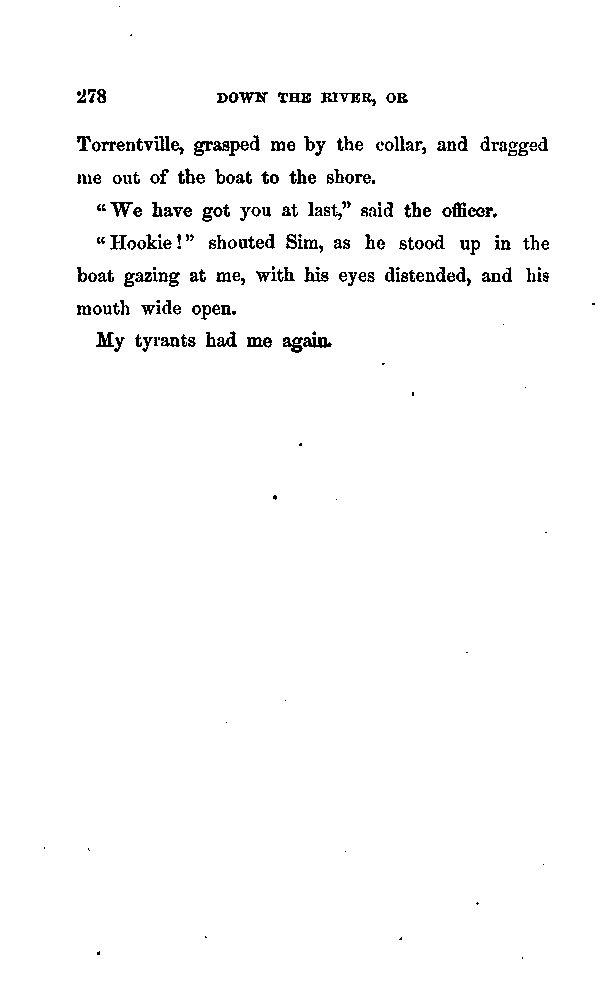 278 DOWN THE RIVER, OR
Torrentville, grasped me by the collar, and dragged
me out of the boat to the shore.
“We have got you at last,” said the officer.
“Hookie!” shouted Sim, as he stood up in the
boat gazing at me, with his eyes distended, and his
mouth wide open.
My tyrants had me again.